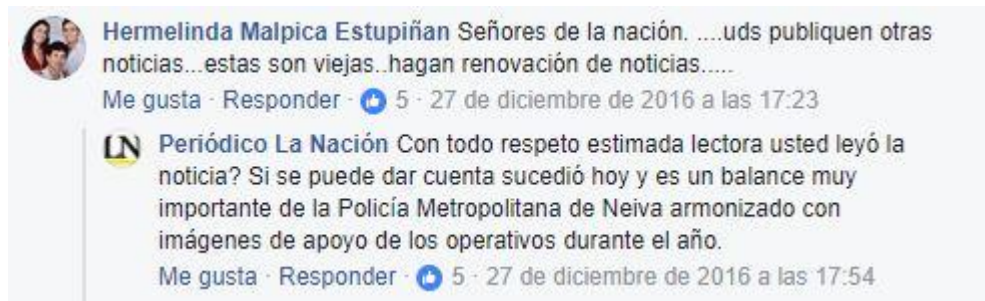 Hermelinda Malpica Estupiñan Señores de la nación. ....uds publiquen otras
noticias...estas son viejas..hagan renovación de noticias.....
Me gusta · Responder · 5 · 27 de diciembre de 2016 a las 17:23
LN Periódico La Nación Con todo respeto estimada lectora usted leyó la
noticia? Si se puede dar cuenta sucedió hoy y es un balance muy
importante de la Policía Metropolitana de Neiva armonizado con
imágenes de apoyo de los operativos durante el año.
Me gusta · Responder · 5 · 27 de diciembre de 2016 a las 17:54